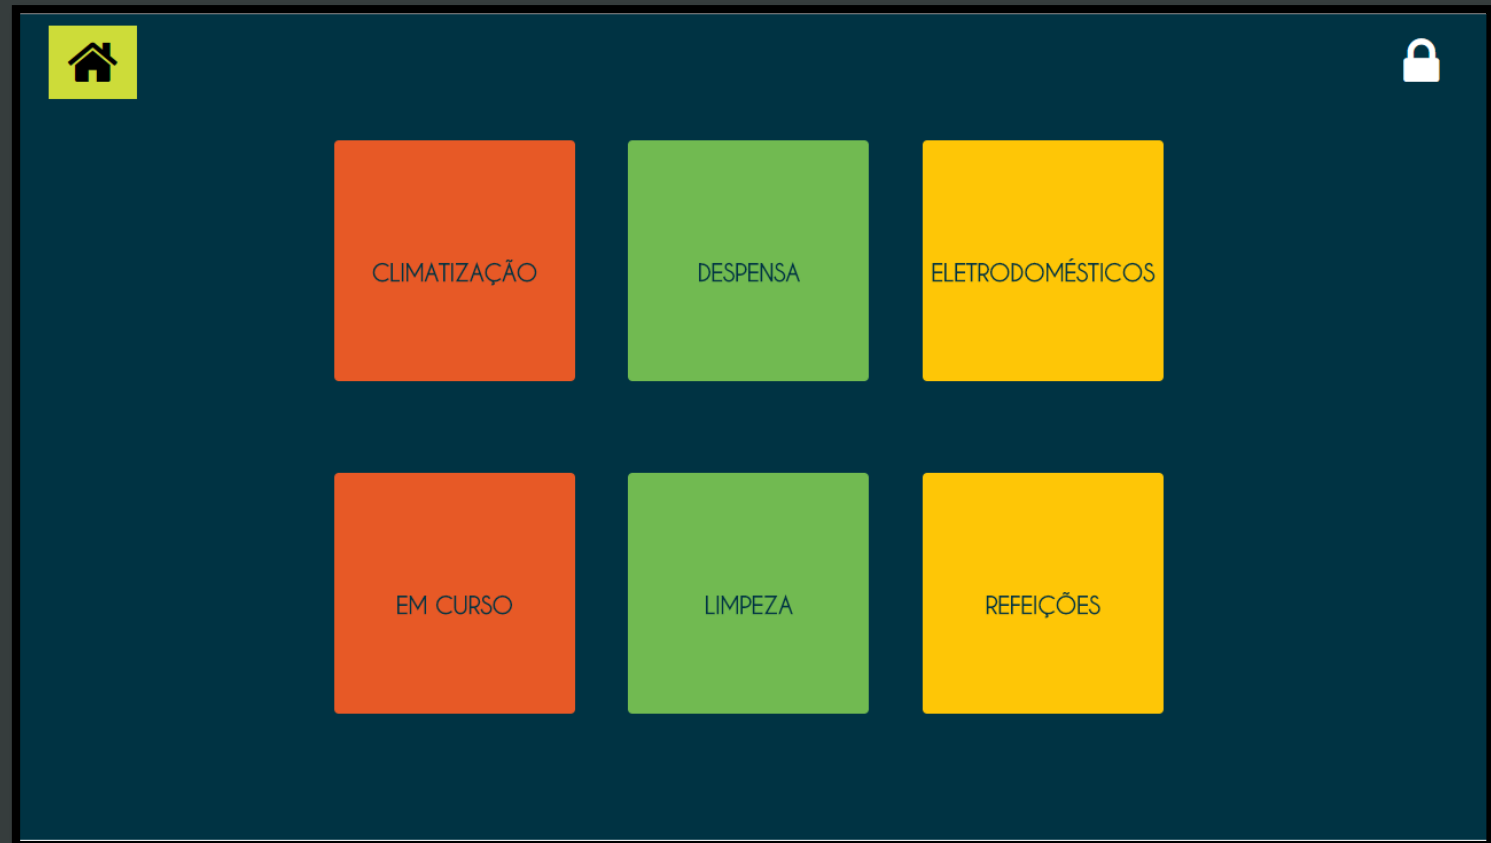 CLIMATIZAÇÃO
DESPENSA
ELETRODOMÉSTICOS
EM CURSO
LIMPEZA
REFEIÇÕES